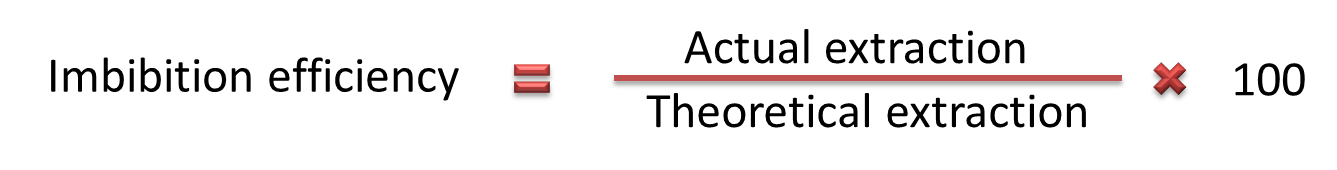 Imbibition efficiency = Actual extraction / Theoretical extraction × 100